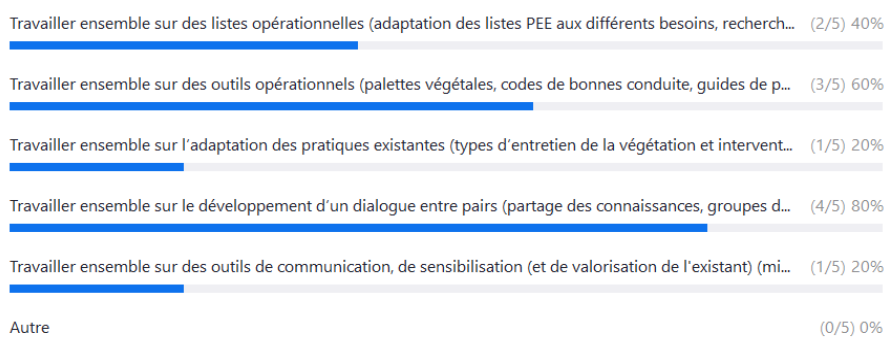 Travailler ensemble sur des listes opérationnelles (adaptation des listes PEE aux différents besoins, recherch... (2/5) 40%
Travailler ensemble sur des outils opérationnels (palettes végétales, codes de bonnes conduite, guides de p... (3/5) 60%
Travailler ensemble sur l'adaptation des pratiques existantes (types d'entretien de la végétation et intervent... (1/5) 20%
Travailler ensemble sur le développement d'un dialogue entre pairs (partage des connaissances, groupes d... (4/5) 80%
Travailler ensemble sur des outils de communication, de sensibilisation (et de valorisation de l'existant) (mi... (1/5) 20%
Autre (0/5) 0%